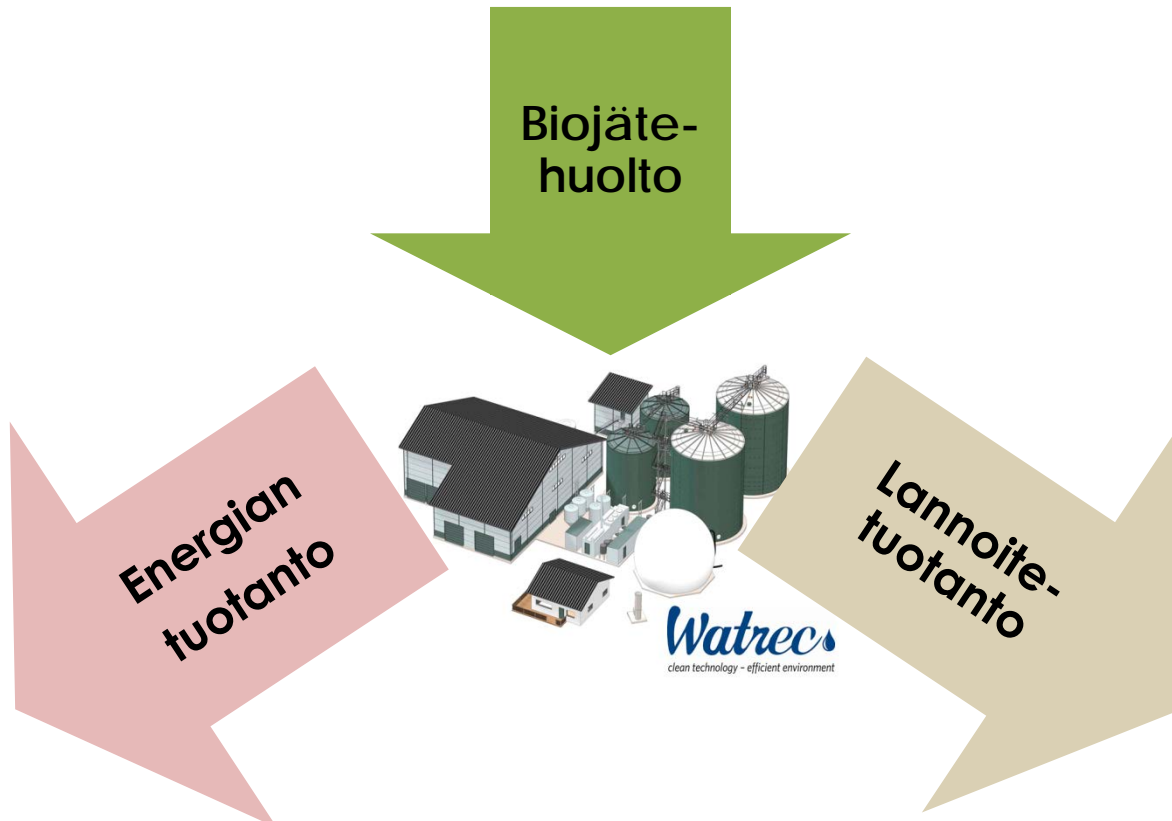 Biojäte-
huolto
Energian
tuotanto
Lannoite-
tuotanto
Watrec
clean technology – efficient environment